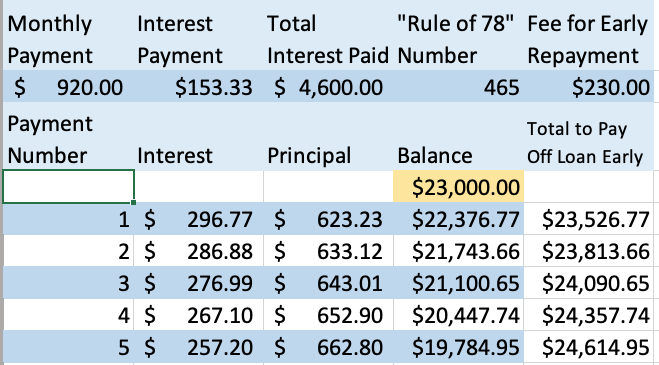 Monthly Interest Total "Rule of 78" Fee for Early
Payment Payment Interest Paid Number Repayment
$ 920.00 $153.33 $ 4,600.00 465 $230.00
Payment Total to Pay
Number Interest Principal Balance Off Loan Early
$23,000.00
1 $ 296.77 $ 623.23 $22,376.77 $23,526.77
2 $ 286.88 $ 633.12 $21,743.66 $23,813.66
3 $ 276.99 $ 643.01 $21,100.65 $24,090.65
4 $ 267.10 $ 652.90 $20,447.74 $24,357.74
5 $ 257.20 $ 662.80 $19,784.95 $24,614.95